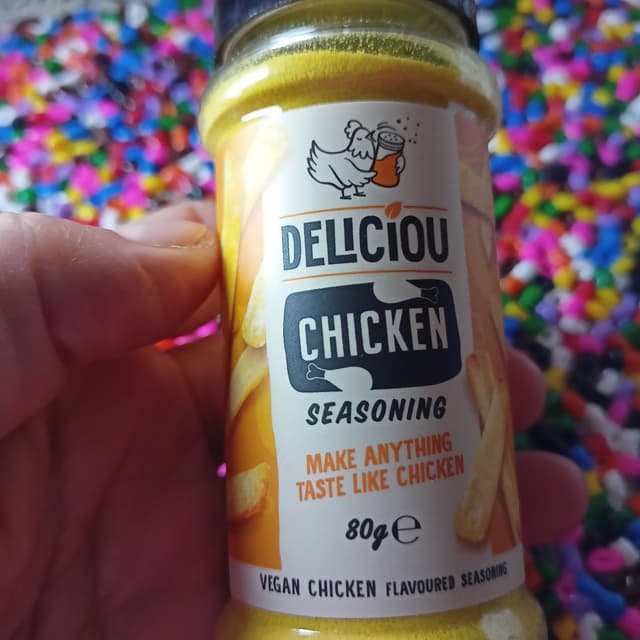 DELICIOU
CHICKEN
SEASONING
MAKE ANYTHING
TASTE LIKE CHICKEN
80g ℮
VEGAN CHICKEN FLAVOURED SEASONING